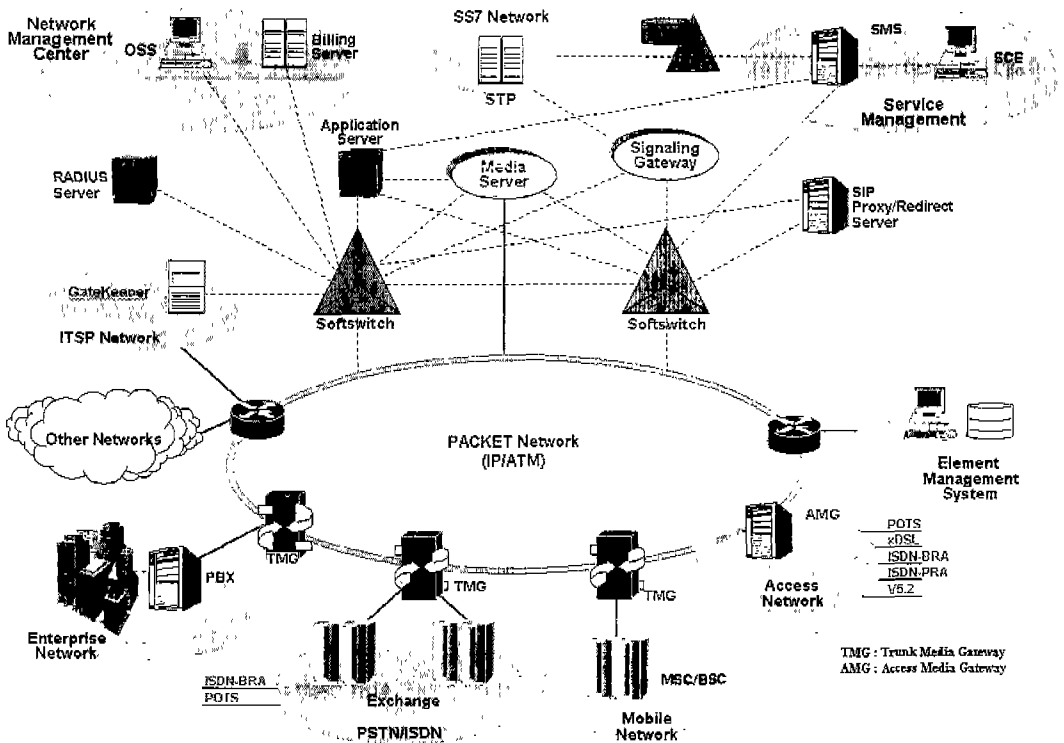 Network
Management
Center
OSS
Billing
Server
SS7 Network
STP
SMS
SCE
Service
Management
Application
Server
Media
Server
Signaling
Gateway
RADIUS
Server
SIP
Proxy/Redirect
Server
GateKeeper
ITSP Network
Softswitch
Softswitch
Other Networks
PACKET Network
(IP/ATM)
Element
Management
System
TMG
PBX
Enterprise
Network
TMG
TMG
AMG
Access
Network
POTS
xDSL
ISDN-BRA
ISDN-PRA
V5.2
ISDN-BRA
POTS
Exchange
PSTN/ISDN
MSC/BSC
Mobile
Network
TMG : Trunk Media Gateway
AMG : Access Media Gateway